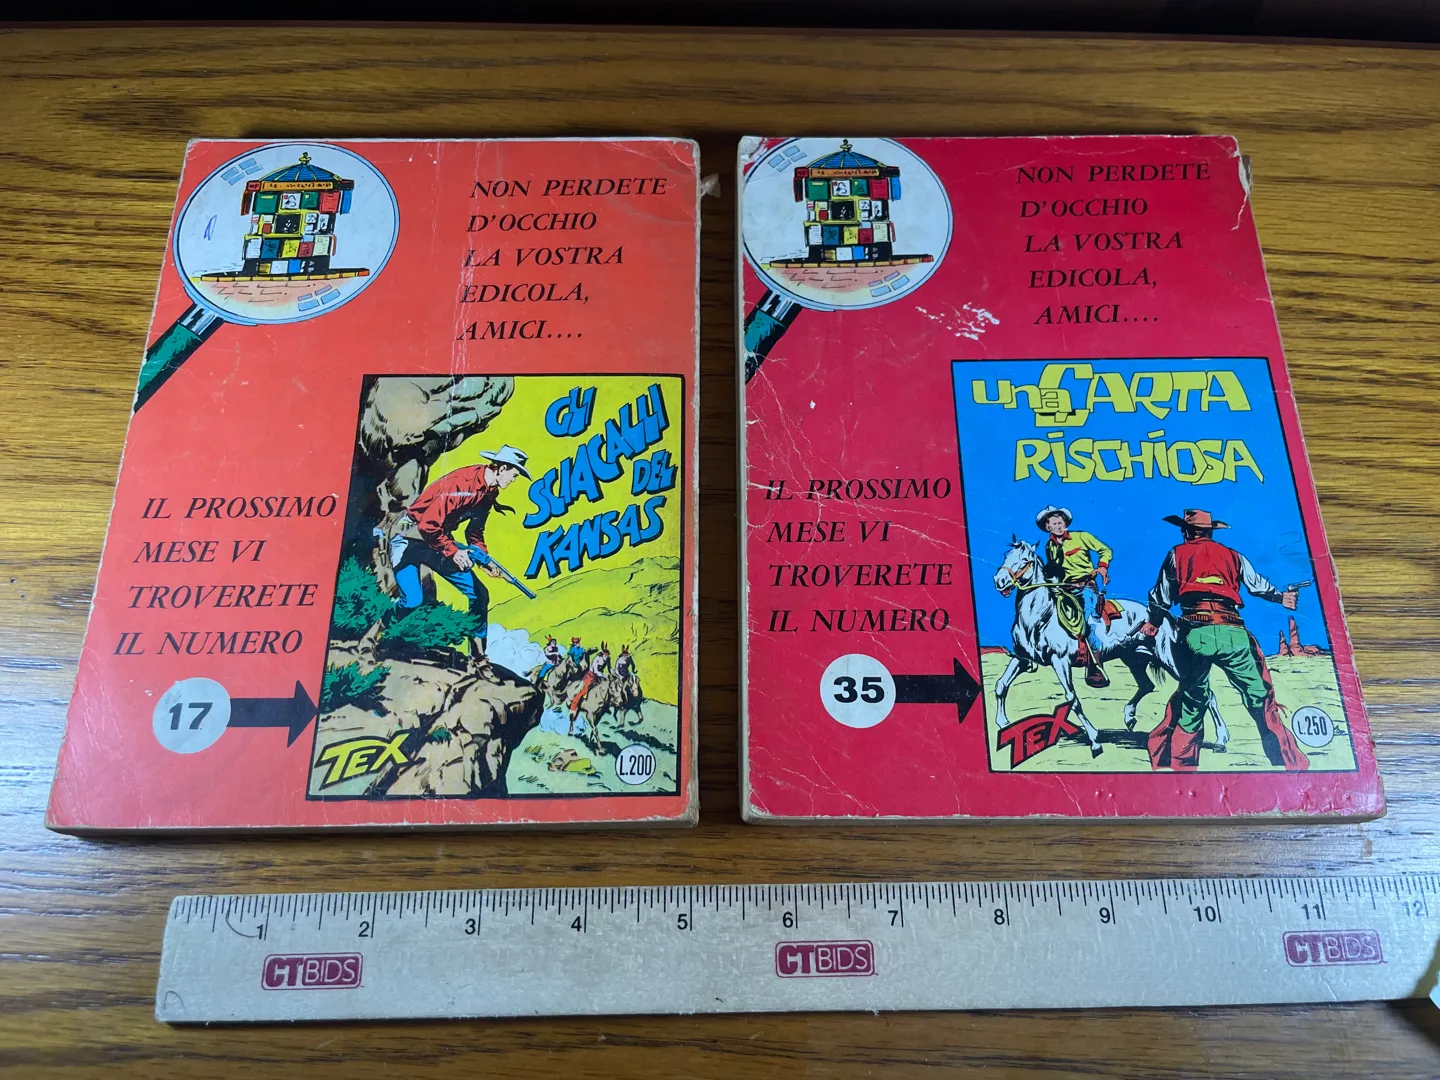 NON PERDETE
D'OCCHIO
LA VOSTRA
EDICOLA,
AMICI....
GLI
SCIACALLI
DEL
KANSAS
IL PROSSIMO
MESE VI
TROVERETE
IL NUMERO
17
TEX
L.200
NON PERDETE
D'OCCHIO
LA VOSTRA
EDICOLA,
AMICI....
UNA CARTA
RISCHIOSA
IL PROSSIMO
MESE VI
TROVERETE
IL NUMERO
35
TEX
L.250
1 2 3 4 5 6 7 8 9 10 11 12
CTBIDS CTBIDS CTBIDS